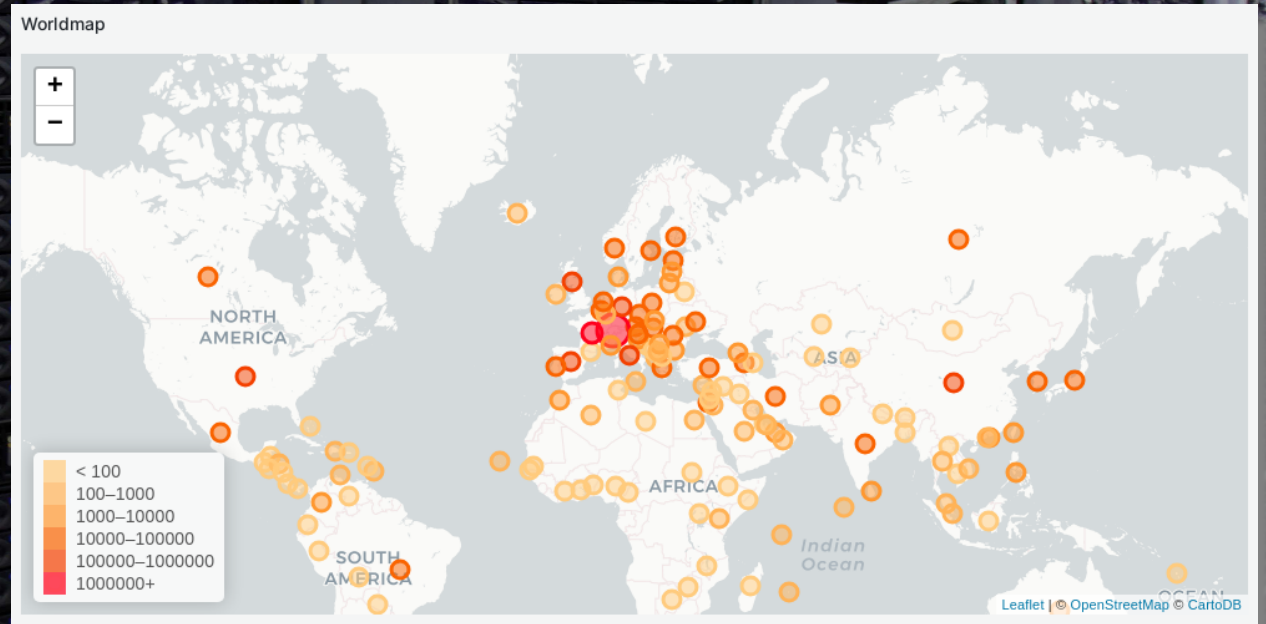 Worldmap
+
−
NORTH
AMERICA
ASIA
AFRICA
< 100
100–1000
1000–10000
10000–100000
100000–1000000
1000000+
SOUTH
AMERICA
Indian
Ocean
OCEAN
Leaflet | © OpenStreetMap © CartoDB